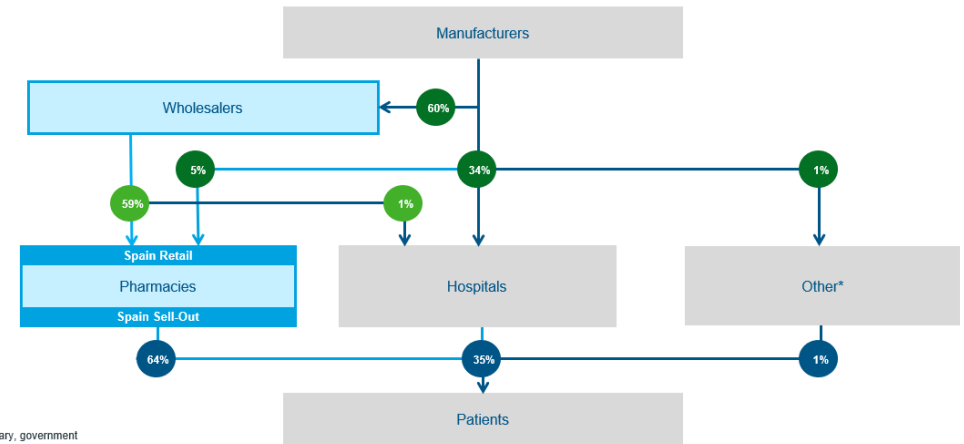 Manufacturers
Wholesalers
60%
5%
34%
1%
59%
1%
Spain Retail
Pharmacies
Hospitals
Other*
Spain Sell-Out
64%
35%
1%
Patients
ary, government